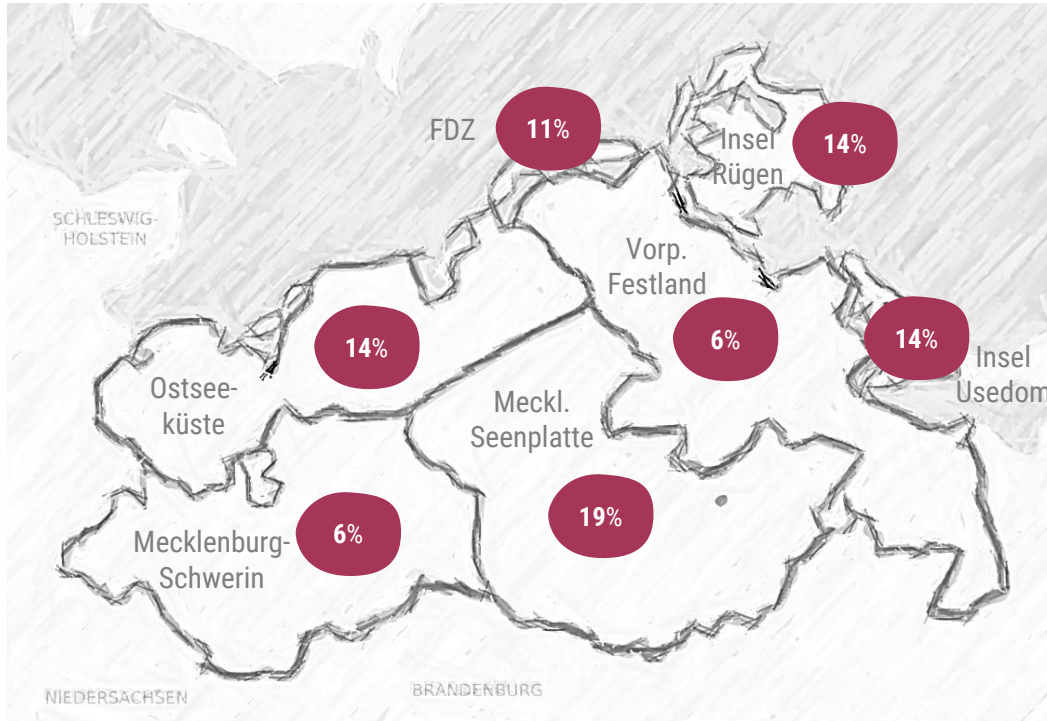 FDZ
11%
Insel
Rügen
14%
SCHLESWIG-
HOLSTEIN
Vorp.
Festland
6%
14%
14%
Insel
Usedom
Ostsee-
küste
Meckl.
Seenplatte
19%
Mecklenburg-
Schwerin
6%
NIEDERSACHSEN
BRANDENBURG